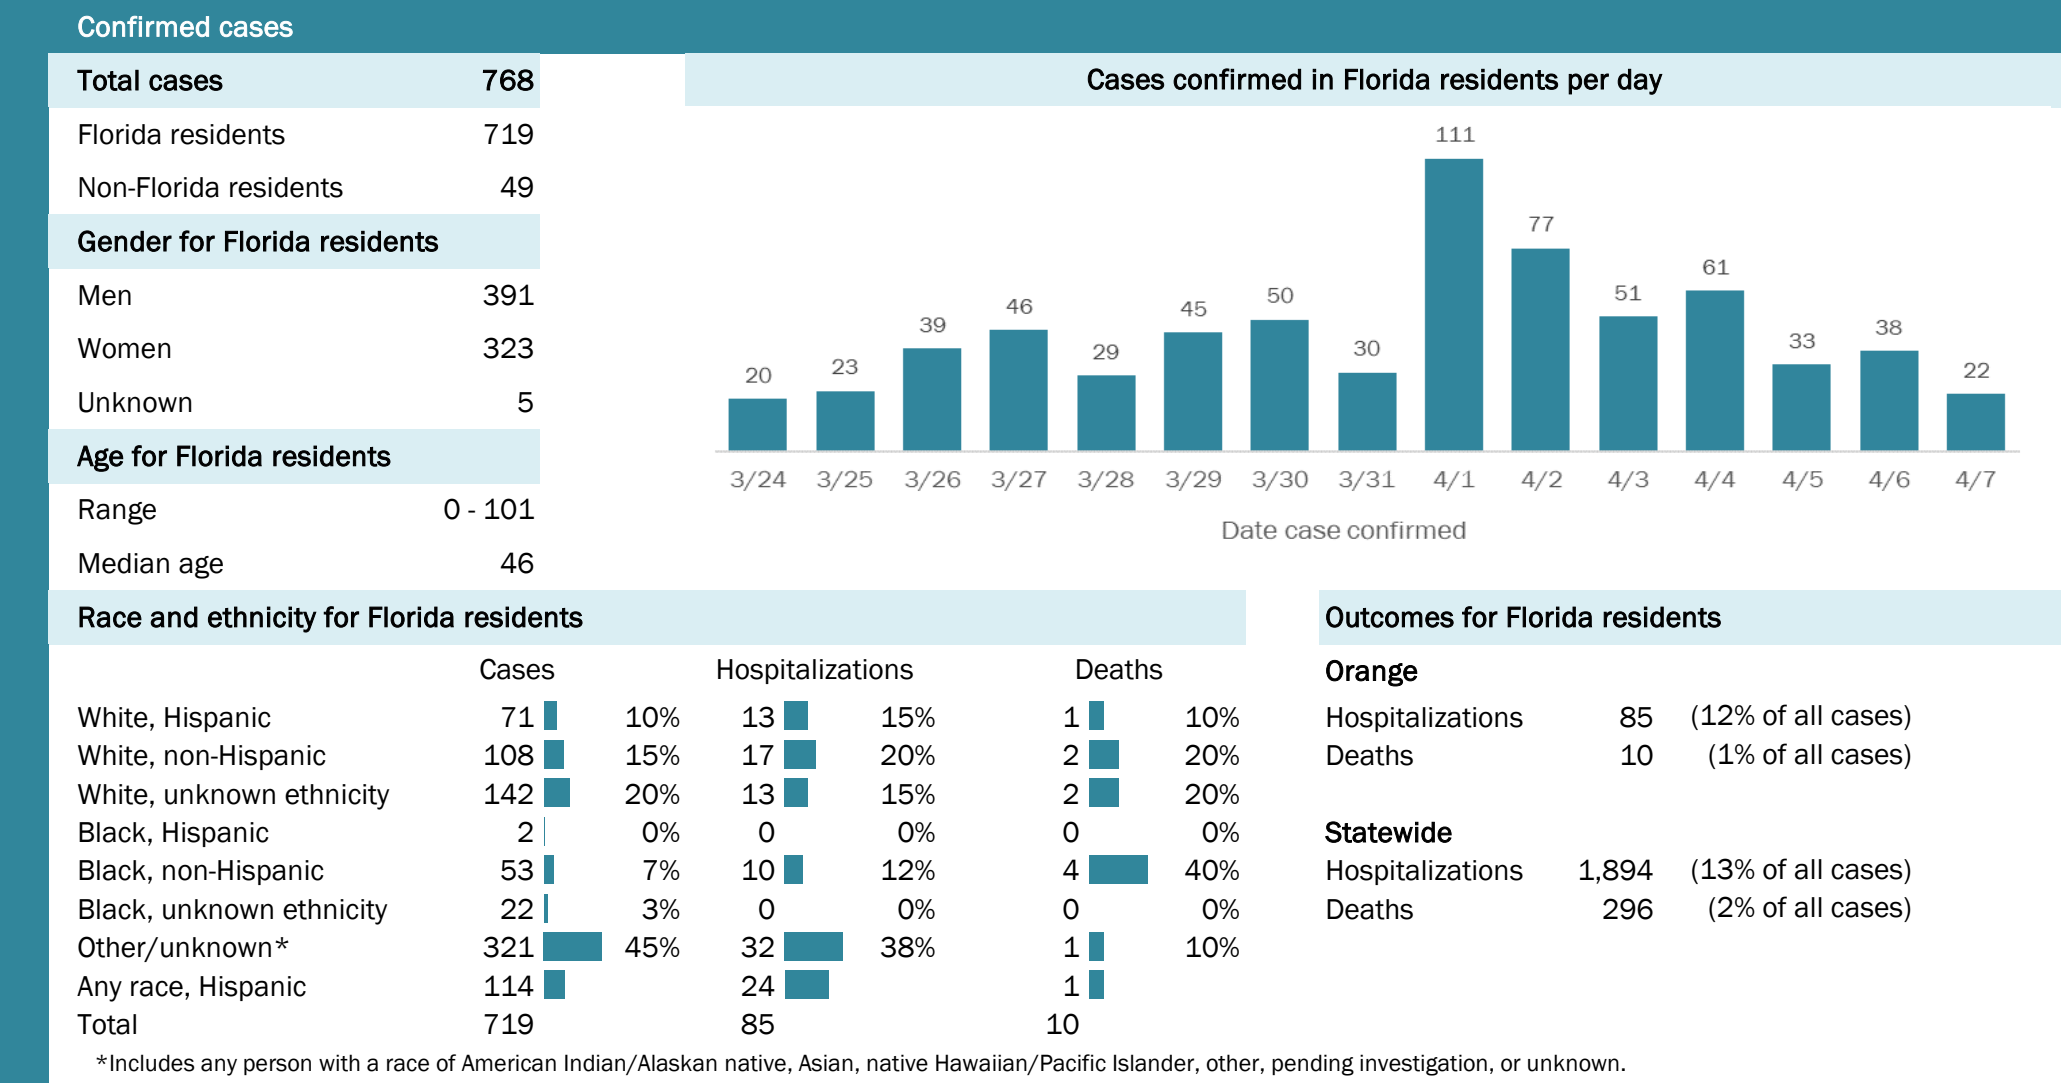 Confirmed cases
Total cases 768
Florida residents 719
Non-Florida residents 49
Gender for Florida residents
Men 391
Women 323
Unknown 5
Age for Florida residents
Range 0 - 101
Median age 46
Cases confirmed in Florida residents per day
20 23 39 46 29 45 50 30 111 77 51 61 33 38 22
3/24 3/25 3/26 3/27 3/28 3/29 3/30 3/31 4/1 4/2 4/3 4/4 4/5 4/6 4/7
Date case confirmed
Race and ethnicity for Florida residents
Cases Hospitalizations Deaths
White, Hispanic 71 10% 13 15% 1 10%
White, non-Hispanic 108 15% 17 20% 2 20%
White, unknown ethnicity 142 20% 13 15% 2 20%
Black, Hispanic 2 0% 0 0% 0 0%
Black, non-Hispanic 53 7% 10 12% 4 40%
Black, unknown ethnicity 22 3% 0 0% 0 0%
Other/unknown* 321 45% 32 38% 1 10%
Any race, Hispanic 114 24 1
Total 719 85 10
Outcomes for Florida residents
Orange
Hospitalizations 85 (12% of all cases)
Deaths 10 (1% of all cases)
Statewide
Hospitalizations 1,894 (13% of all cases)
Deaths 296 (2% of all cases)
*Includes any person with a race of American Indian/Alaskan native, Asian, native Hawaiian/Pacific Islander, other, pending investigation, or unknown.